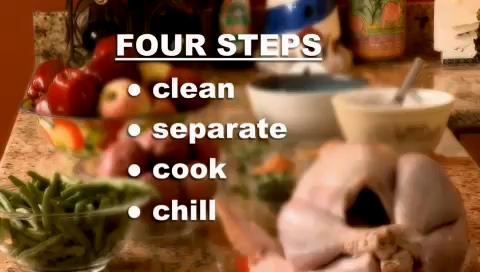 FOUR STEPS
● clean
● separate
● cook
● chill